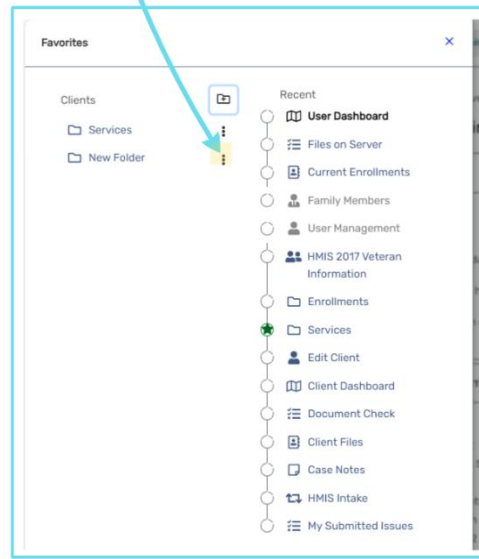 Favorites
Clients
Services
New Folder
Recent
User Dashboard
Files on Server
Current Enrollments
Family Members
User Management
HMIS 2017 Veteran
Information
Enrollments
Services
Edit Client
Client Dashboard
Document Check
Client Files
Case Notes
HMIS Intake
My Submitted Issues